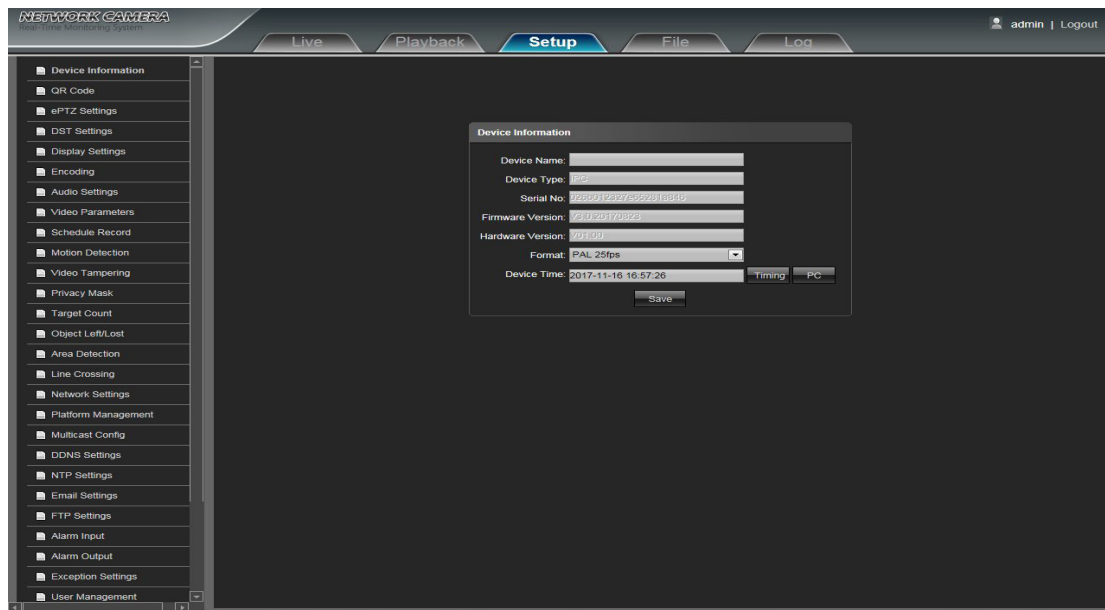 NETWORK CAMERA
Real-Time Monitoring System
admin | Logout
Live Playback Setup File Log
Device Information
QR Code
ePTZ Settings
DST Settings
Display Settings
Encoding
Audio Settings
Video Parameters
Schedule Record
Motion Detection
Video Tampering
Privacy Mask
Target Count
Object Left/Lost
Area Detection
Line Crossing
Network Settings
Platform Management
Multicast Config
DDNS Settings
NTP Settings
Email Settings
FTP Settings
Alarm Input
Alarm Output
Exception Settings
User Management
Device Information
Device Name:
Device Type: IPC
Serial No:
Firmware Version:
Hardware Version:
Format: PAL 25fps
Device Time: 2017-11-16 16:57:26 Timing PC
Save